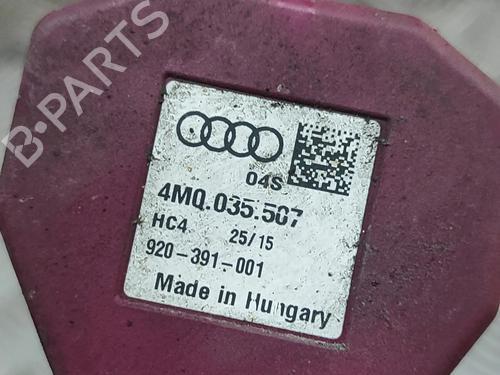 B-PARTS
04S
4M0.035.507
HC4 25/15
920-391-001
Made in Hungary